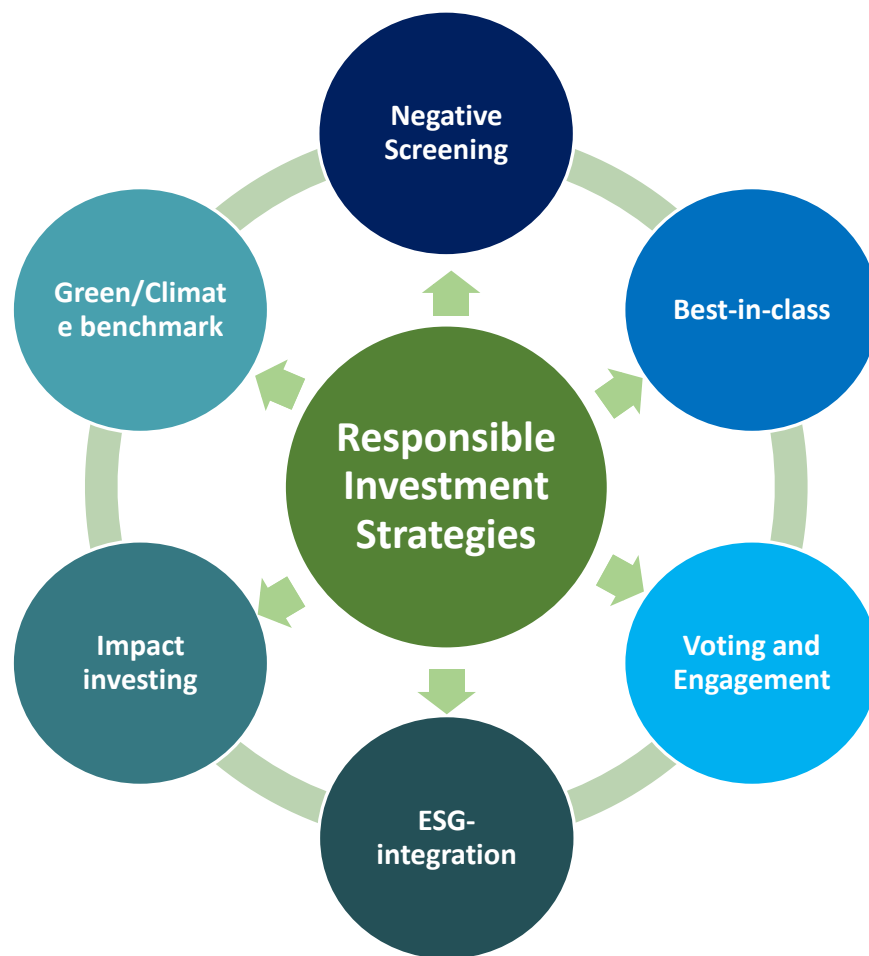 Negative
Screening
Green/Climat
e benchmark
Best-in-class
Responsible
Investment
Strategies
Impact
investing
Voting and
Engagement
ESG-
integration